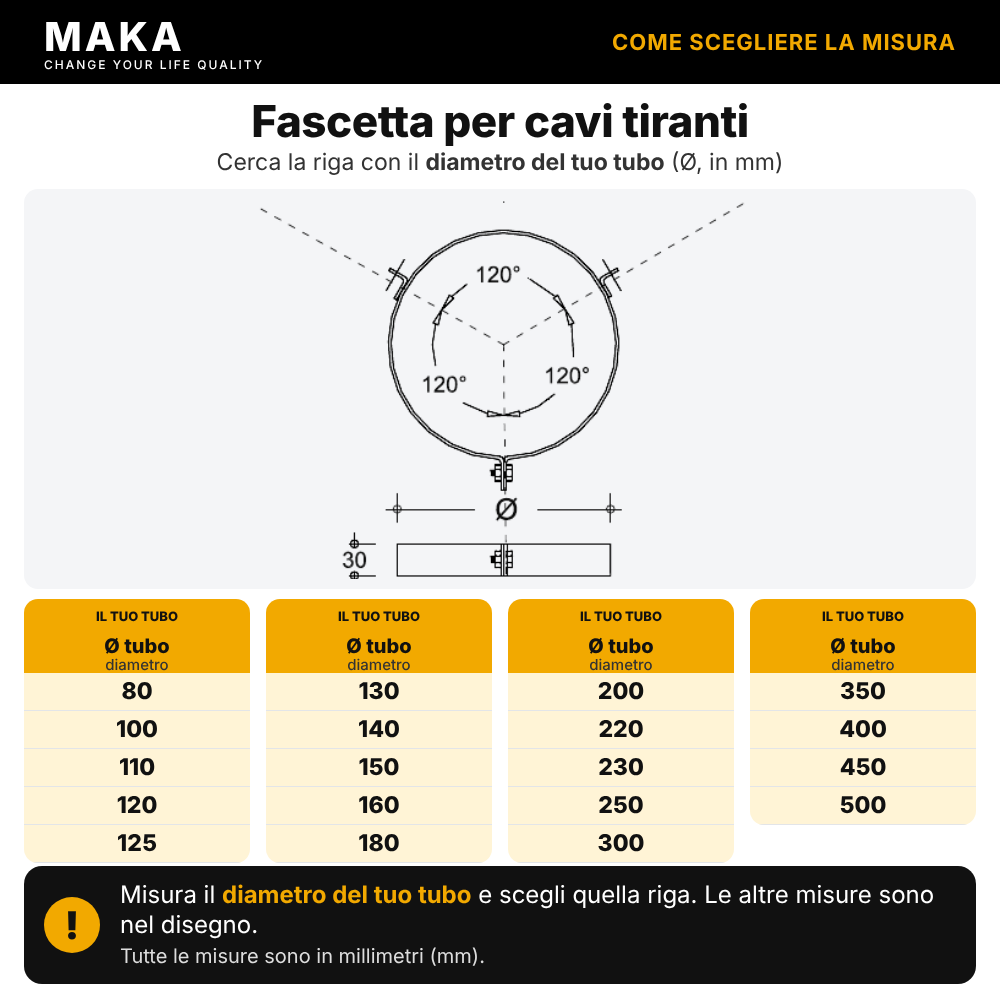 MAKA
CHANGE YOUR LIFE QUALITY
COME SCEGLIERE LA MISURA
Fascetta per cavi tiranti
Cerca la riga con il diametro del tuo tubo (Ø, in mm)
120°
120°
120°
Ø
30
IL TUO TUBO
Ø tubo
diametro
80
100
110
120
125
IL TUO TUBO
Ø tubo
diametro
130
140
150
160
180
IL TUO TUBO
Ø tubo
diametro
200
220
230
250
300
IL TUO TUBO
Ø tubo
diametro
350
400
450
500
!
Misura il diametro del tuo tubo e scegli quella riga. Le altre misure sono
nel disegno.
Tutte le misure sono in millimetri (mm).